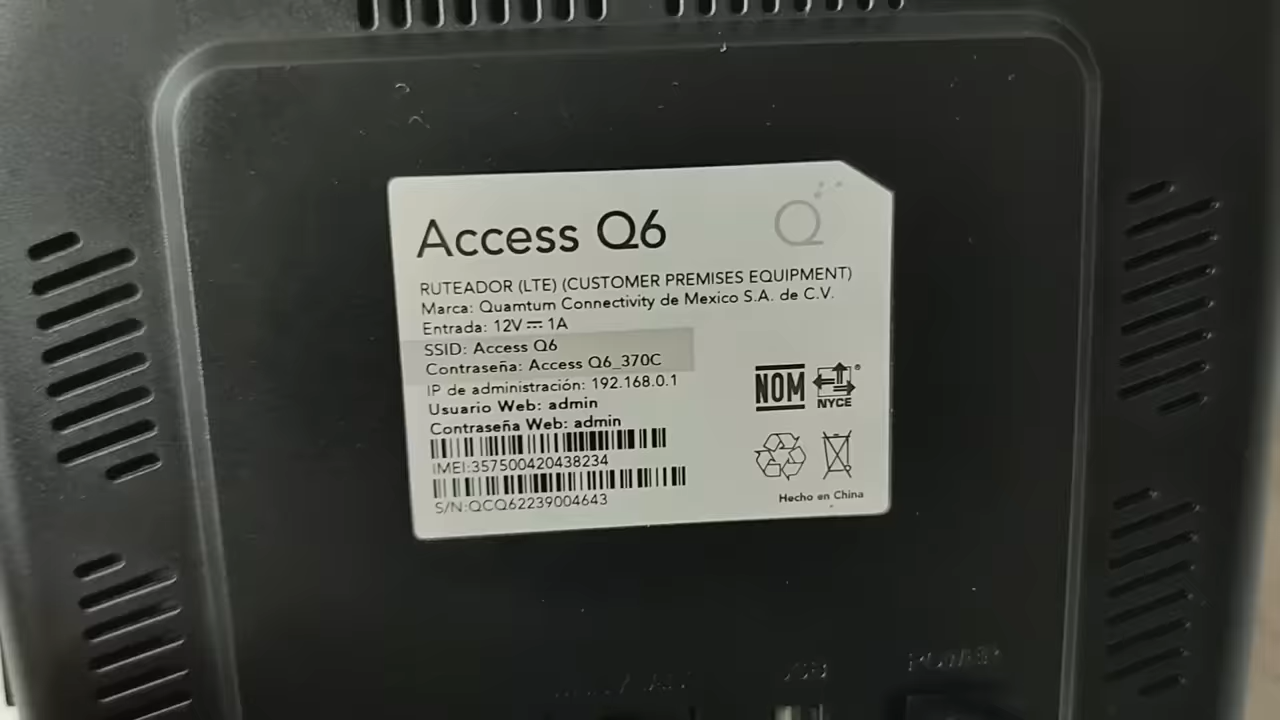 Access Q6
RUTEADOR (LTE) (CUSTOMER PREMISES EQUIPMENT)
Marca: Quamtum Connectivity de Mexico S.A. de C.V.
Entrada: 12V⎓1A
SSID: Access Q6
Contraseña: Access Q6_370C
IP de administración: 192.168.0.1
Usuario Web: admin
Contraseña Web: admin
IMEI:357500420438234
S/N:QCQ62239004643
NOM
NYCE
®
Hecho en China
POWER